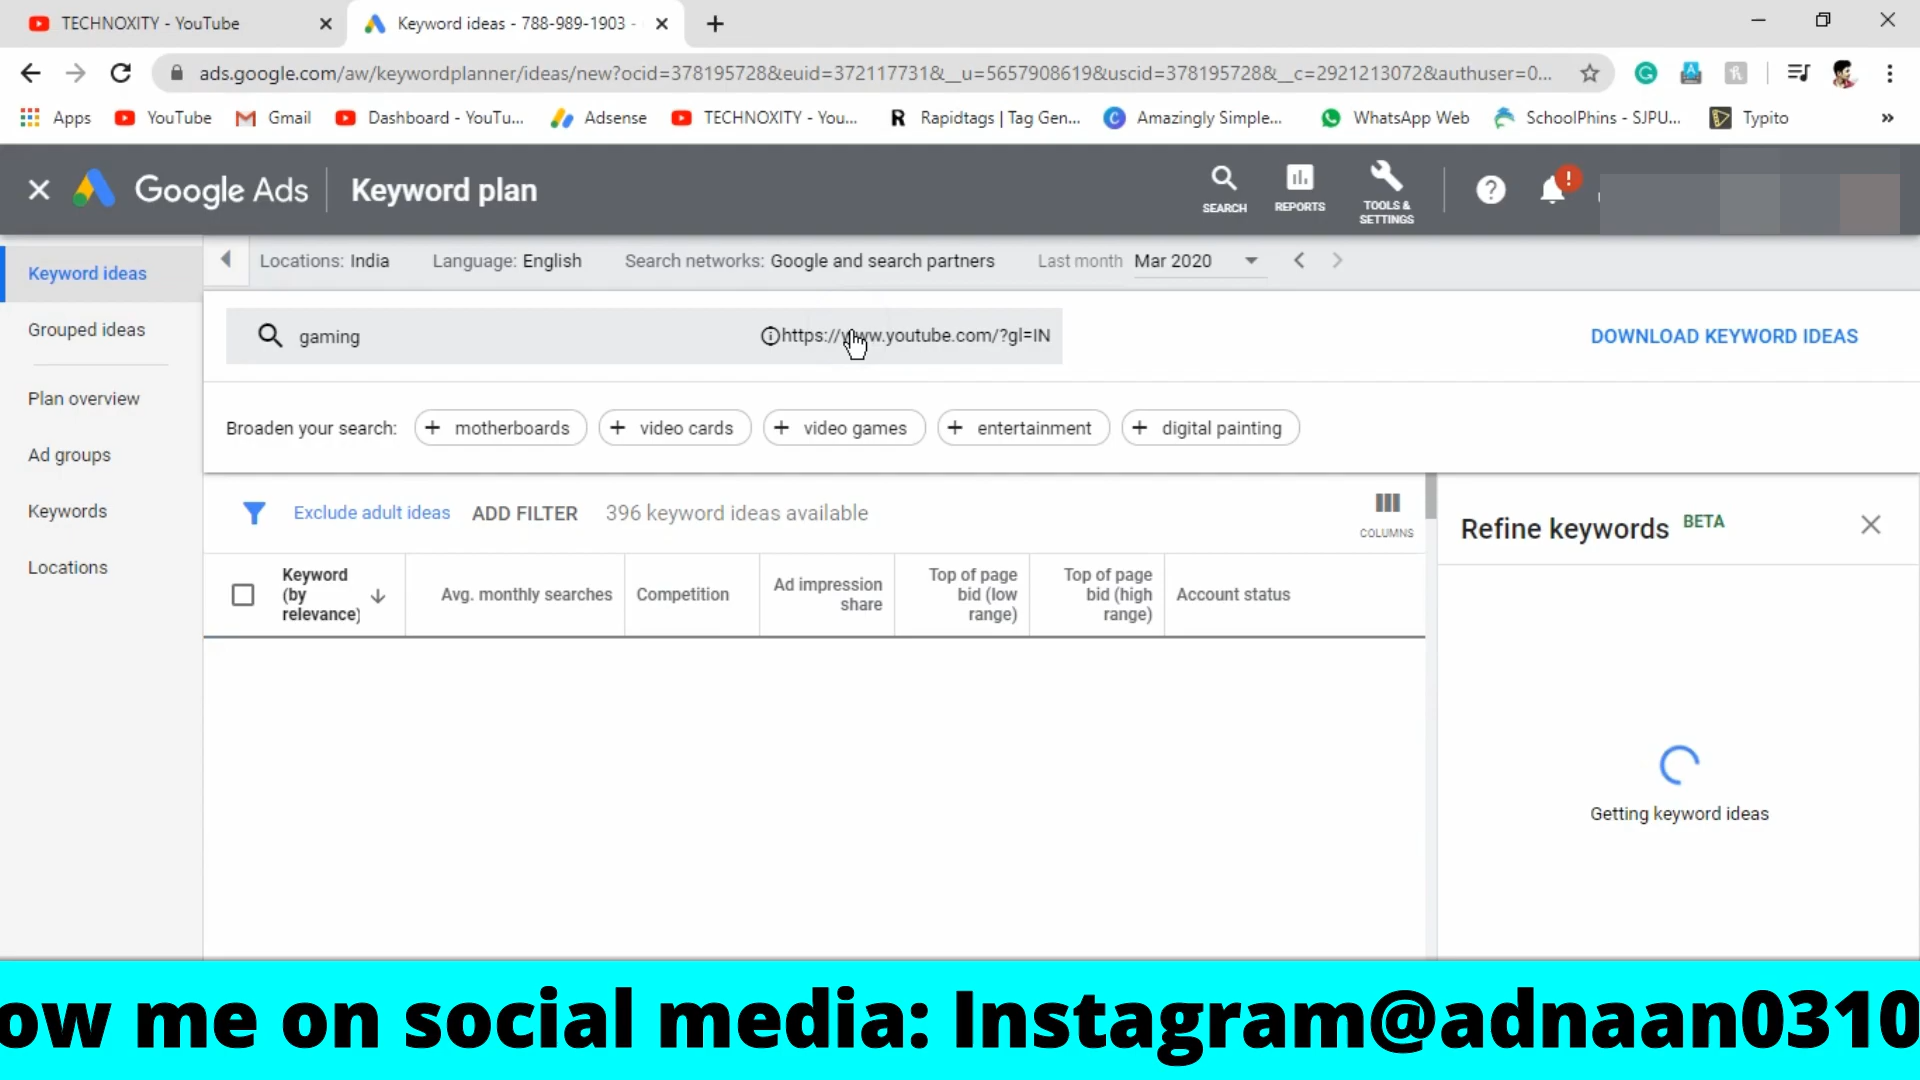 TECHNOXITY - YouTube
Keyword ideas - 788-989-1903 -
ads.google.com/aw/keywordplanner/ideas/new?ocid=378195728&euid=372117731&__u=5657908619&uscid=378195728&__c=2921213072&authuser=0...
Apps YouTube Gmail Dashboard - YouTu... Adsense TECHNOXITY - You... Rapidtags | Tag Gen... Amazingly Simple... WhatsApp Web SchoolPhins - SJPU... Typito »
Google Ads Keyword plan
SEARCH REPORTS TOOLS & SETTINGS
Keyword ideas
Grouped ideas
Plan overview
Ad groups
Keywords
Locations
Locations: India Language: English Search networks: Google and search partners Last month Mar 2020
gaming https://www.youtube.com/?gl=IN
DOWNLOAD KEYWORD IDEAS
Broaden your search: + motherboards + video cards + video games + entertainment + digital painting
Exclude adult ideas ADD FILTER 396 keyword ideas available
COLUMNS
Keyword (by relevance) Avg. monthly searches Competition Ad impression share Top of page bid (low range) Top of page bid (high range) Account status
Refine keywords BETA
Getting keyword ideas
ow me on social media: Instagram@adnaan0310